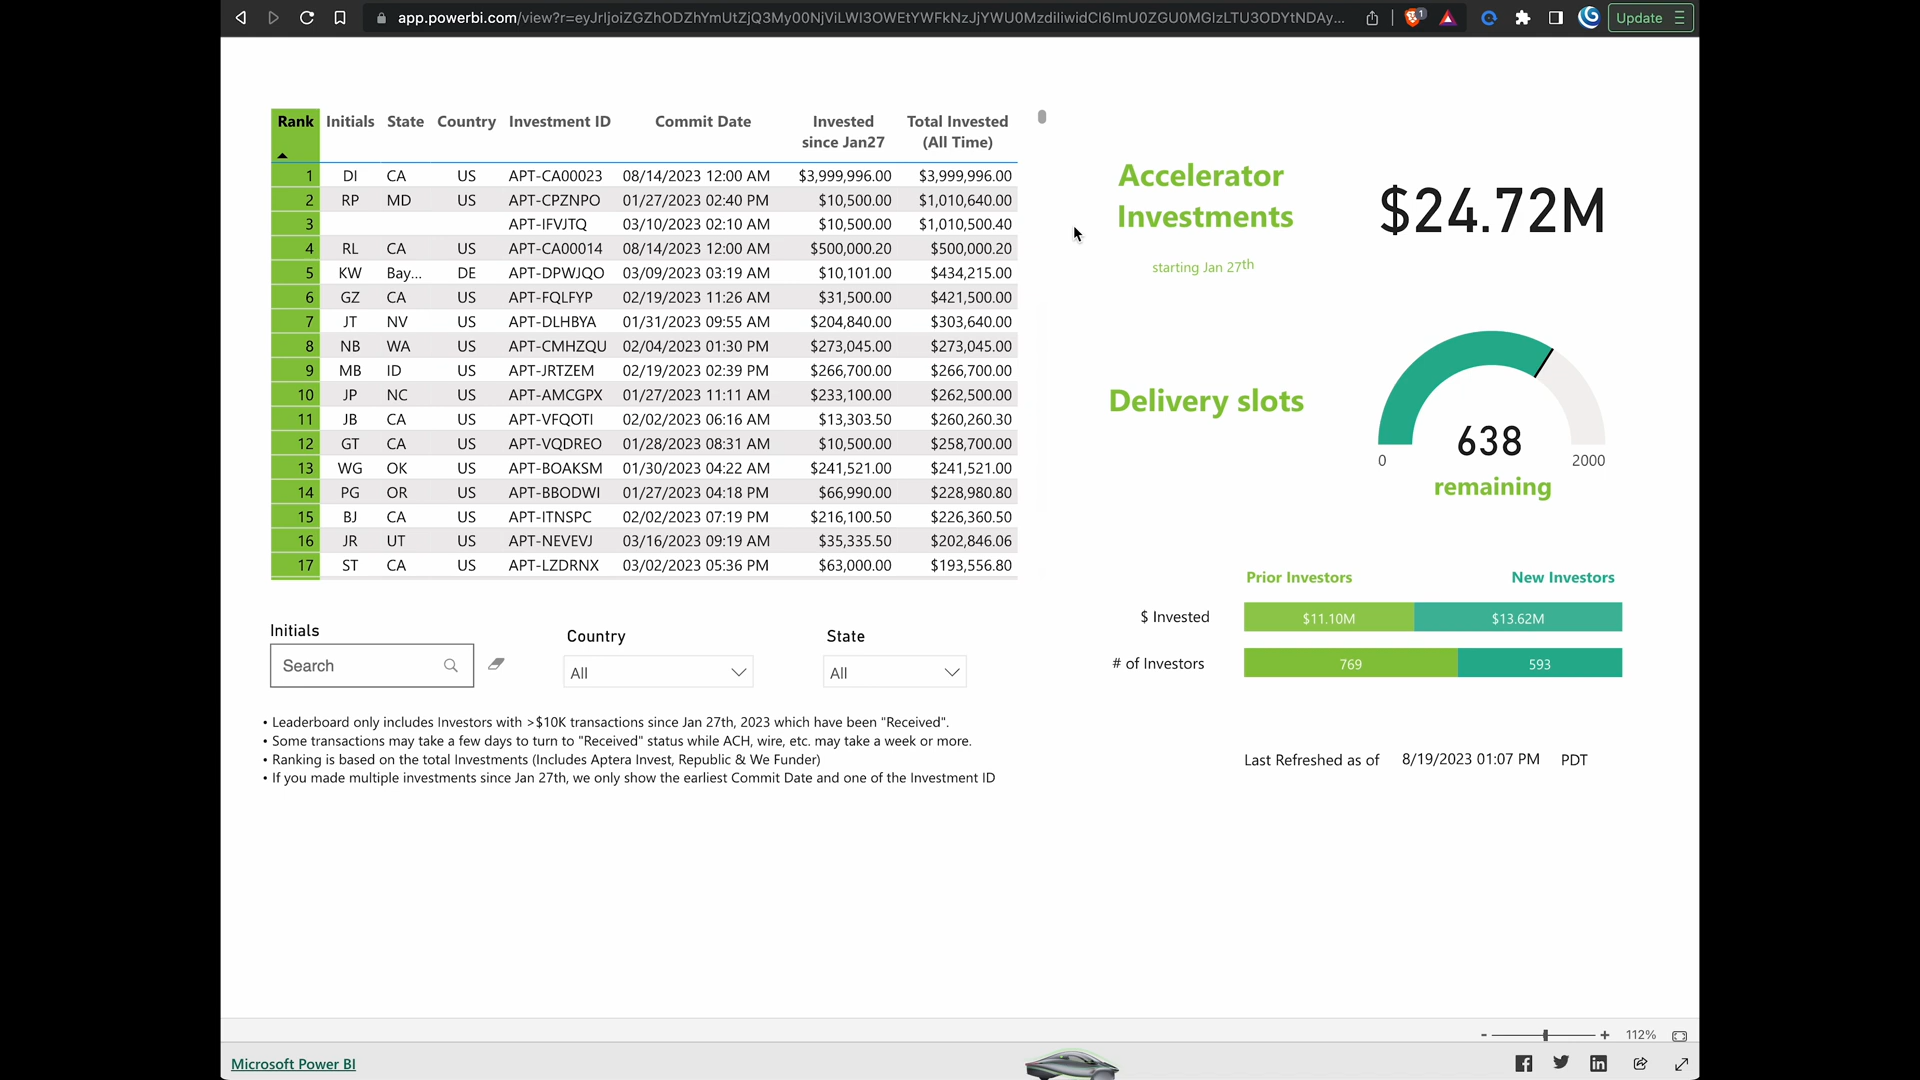 app.powerbi.com/view?r=eyJrIjoiZGZhODZhYmUtZjQ3My00NjViLWI3OWEtYWFkNzJjYWU0MzdiIiwidCI6ImU0ZGU0MGIzLTU3ODYtNDAy...
1
Update
Rank Initials State Country Investment ID Commit Date Invested since Jan27 Total Invested (All Time)
1 DI CA US APT-CA00023 08/14/2023 12:00 AM $3,999,996.00 $3,999,996.00
2 RP MD US APT-CPZNPO 01/27/2023 02:40 PM $10,500.00 $1,010,640.00
3 APT-IFVJTQ 03/10/2023 02:10 AM $10,500.00 $1,010,500.40
4 RL CA US APT-CA00014 08/14/2023 12:00 AM $500,000.20 $500,000.20
5 KW Bay... DE APT-DPWJQO 03/09/2023 03:19 AM $10,101.00 $434,215.00
6 GZ CA US APT-FQLFYP 02/19/2023 11:26 AM $31,500.00 $421,500.00
7 JT NV US APT-DLHBYA 01/31/2023 09:55 AM $204,840.00 $303,640.00
8 NB WA US APT-CMHZQU 02/04/2023 01:30 PM $273,045.00 $273,045.00
9 MB ID US APT-JRTZEM 02/19/2023 02:39 PM $266,700.00 $266,700.00
10 JP NC US APT-AMCGPX 01/27/2023 11:11 AM $233,100.00 $262,500.00
11 JB CA US APT-VFQOTI 02/02/2023 06:16 AM $13,303.50 $260,260.30
12 GT CA US APT-VQDREO 01/28/2023 08:31 AM $10,500.00 $258,700.00
13 WG OK US APT-BOAKSM 01/30/2023 04:22 AM $241,521.00 $241,521.00
14 PG OR US APT-BBODWI 01/27/2023 04:18 PM $66,990.00 $228,980.80
15 BJ CA US APT-ITNSPC 02/02/2023 07:19 PM $216,100.50 $226,360.50
16 JR UT US APT-NEVEVJ 03/16/2023 09:19 AM $35,335.50 $202,846.06
17 ST CA US APT-LZDRNX 03/02/2023 05:36 PM $63,000.00 $193,556.80
Accelerator
Investments
starting Jan 27th
$24.72M
Delivery slots
638
0 2000
remaining
Prior Investors New Investors
$ Invested $11.10M $13.62M
# of Investors 769 593
Last Refreshed as of 8/19/2023 01:07 PM PDT
Initials
Search
Country
All
State
All
• Leaderboard only includes Investors with >$10K transactions since Jan 27th, 2023 which have been "Received".
• Some transactions may take a few days to turn to "Received" status while ACH, wire, etc. may take a week or more.
• Ranking is based on the total Investments (Includes Aptera Invest, Republic & We Funder)
• If you made multiple investments since Jan 27th, we only show the earliest Commit Date and one of the Investment ID
- + 112%
Microsoft Power BI